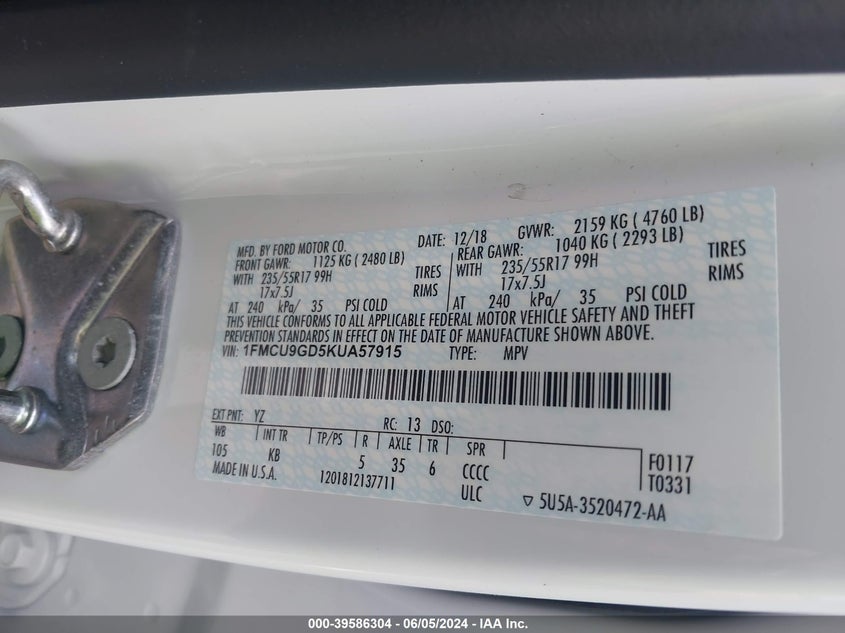 MFD. BY FORD MOTOR CO. DATE: 12/18 GVWR: 2159 KG ( 4760 LB)
FRONT GAWR: 1125 KG ( 2480 LB) REAR GAWR: 1040 KG ( 2293 LB)
WITH 235/55R17 99H TIRES WITH 235/55R17 99H TIRES
17x7.5J RIMS 17x7.5J RIMS
AT 240 kPa/ 35 PSI COLD AT 240 kPa/ 35 PSI COLD
THIS VEHICLE CONFORMS TO ALL APPLICABLE FEDERAL MOTOR VEHICLE SAFETY AND THEFT
PREVENTION STANDARDS IN EFFECT ON THE DATE OF MANUFACTURE SHOWN ABOVE.
VIN: 1FMCU9GD5KUA57915 TYPE: MPV
EXT PNT: YZ RC: 13 DSO:
WB INT TR TP/PS R AXLE TR SPR
105 KB 5 35 6 CCCC F0117
MADE IN U.S.A. 1201812137711 ULC T0331
5U5A-3520472-AA
000-39586304 - 06/05/2024 - IAA Inc.